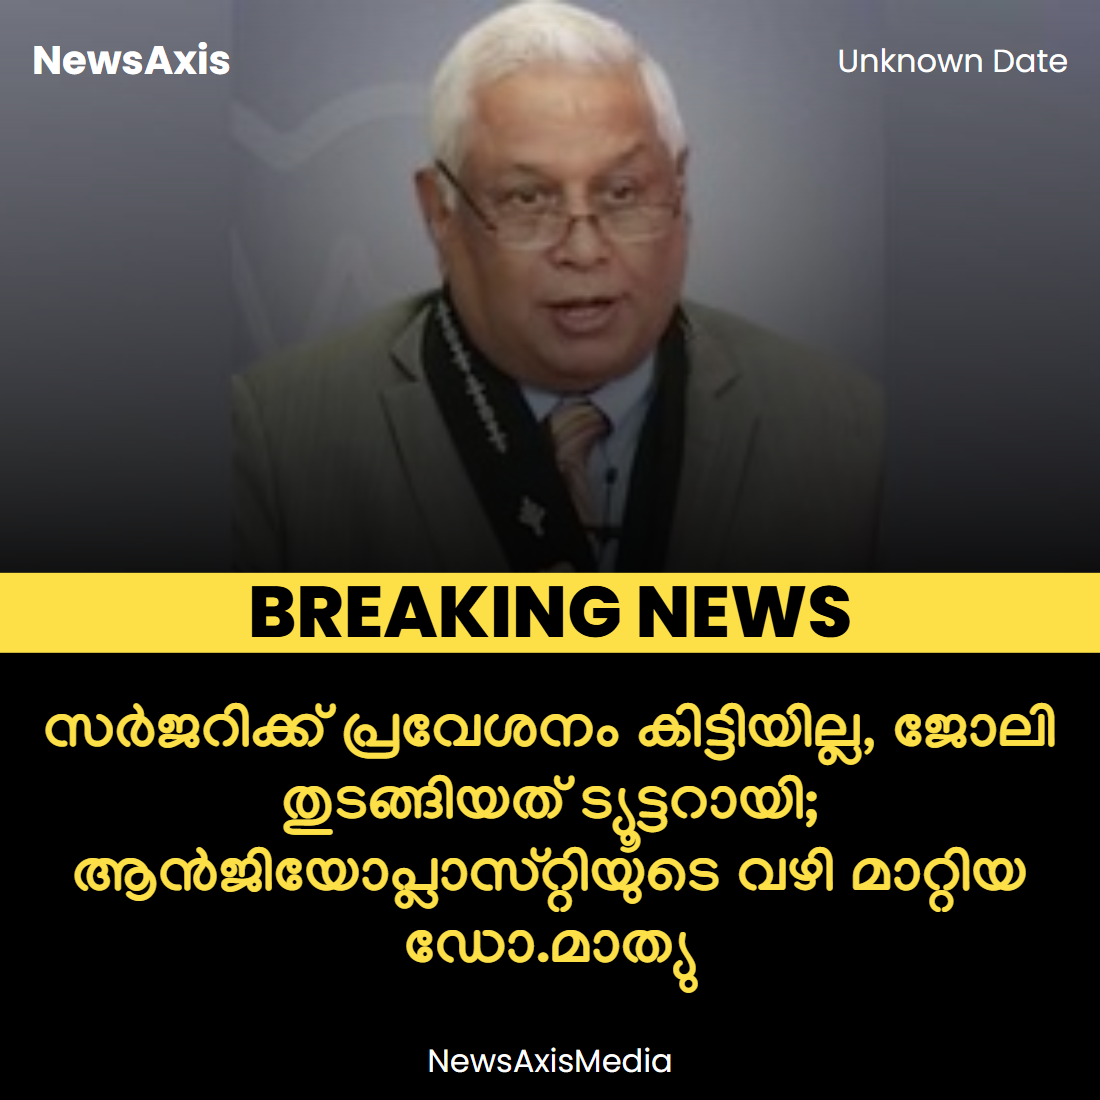 NewsAxis
Unknown Date
BREAKING NEWS
സർജറിക്ക് പ്രവേശനം കിട്ടിയില്ല, ജോലി
തുടങ്ങിയത് ട്യൂട്ടറായി;
ആൻജിയോപ്ലാസ്റ്റിയുടെ വഴി മാറ്റിയ
ഡോ.മാത്യു
NewsAxisMedia